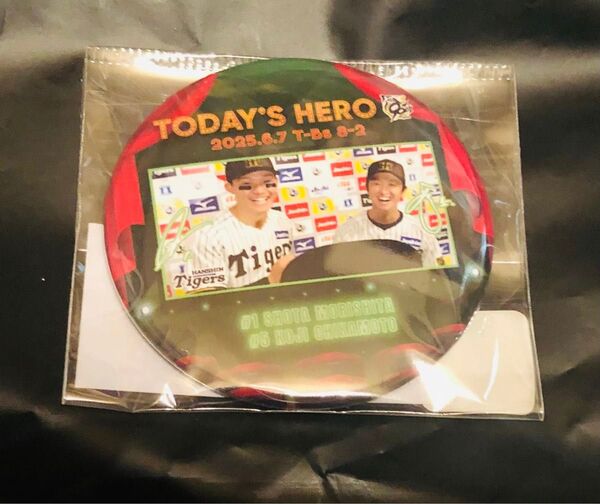 TODAY'S HERO
2025.6.7 T-Bs 8-2
Tigers
HANSHIN
Tigers
#1 SHOTA MORISHITA
#5 KOJI CHIKAMOTO